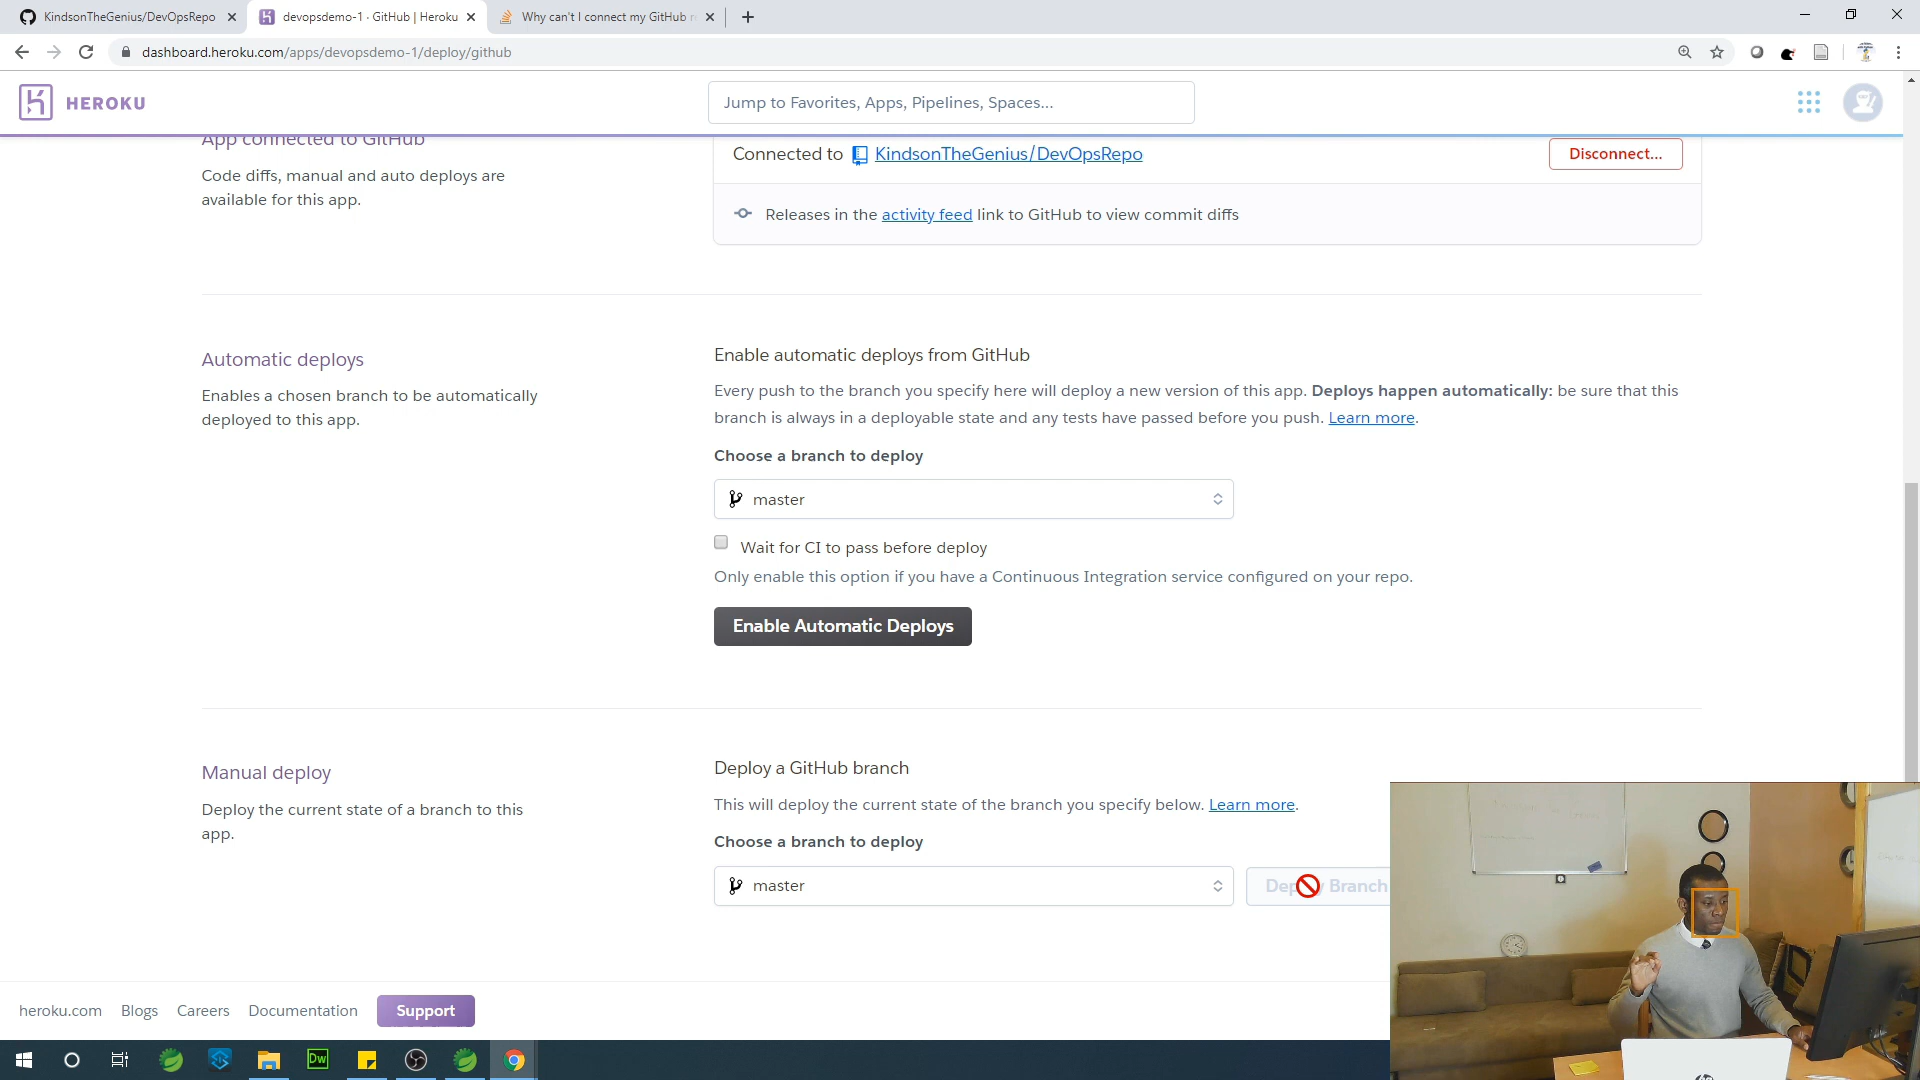 KindsonTheGenius/DevOpsRepo
devopsdemo-1 · GitHub | Heroku
Why can't I connect my GitHub r
dashboard.heroku.com/apps/devopsdemo-1/deploy/github
HEROKU
Jump to Favorites, Apps, Pipelines, Spaces...
App connected to GitHub
Code diffs, manual and auto deploys are
available for this app.
Connected to KindsonTheGenius/DevOpsRepo
Disconnect...
Releases in the activity feed link to GitHub to view commit diffs
Automatic deploys
Enables a chosen branch to be automatically
deployed to this app.
Enable automatic deploys from GitHub
Every push to the branch you specify here will deploy a new version of this app. Deploys happen automatically: be sure that this
branch is always in a deployable state and any tests have passed before you push. Learn more.
Choose a branch to deploy
master
Wait for CI to pass before deploy
Only enable this option if you have a Continuous Integration service configured on your repo.
Enable Automatic Deploys
Manual deploy
Deploy the current state of a branch to this
app.
Deploy a GitHub branch
This will deploy the current state of the branch you specify below. Learn more.
Choose a branch to deploy
master
Deploy Branch
heroku.com
Blogs
Careers
Documentation
Support
Dw